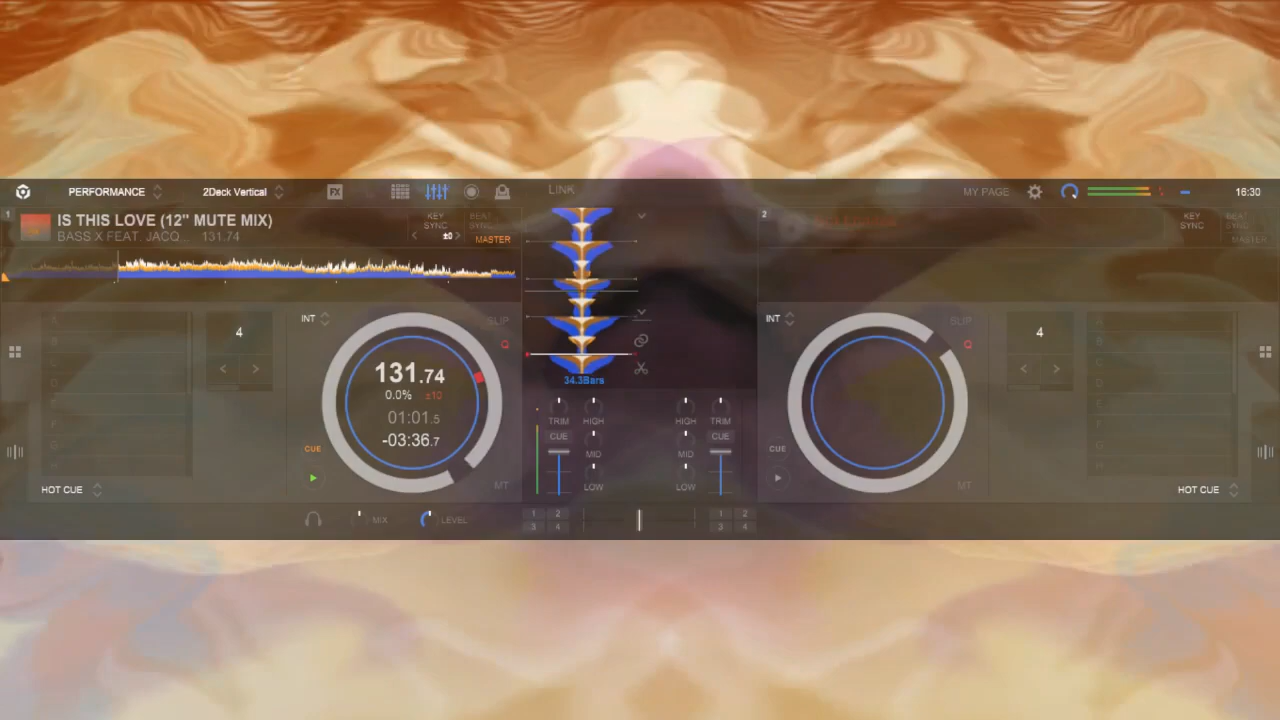 PERFORMANCE 2Deck Vertical FX LINK MY PAGE 16:30
1 IS THIS LOVE (12" MUTE MIX) KEY SYNC BEAT SYNC
BASS X FEAT. JACO... 131.74 ±0 MASTER
2 KEY SYNC BEAT SYNC MASTER
INT SLIP
4
Q
131.74
0.0% ±10
01:01.5
-03:36.7
CUE
MT
HOT CUE
34.3Bars
TRIM HIGH HIGH TRIM
CUE CUE
MID MID
LOW LOW
INT SLIP
4
Q
CUE
MT
HOT CUE
MIX LEVEL
1 2 1 2
3 4 3 4